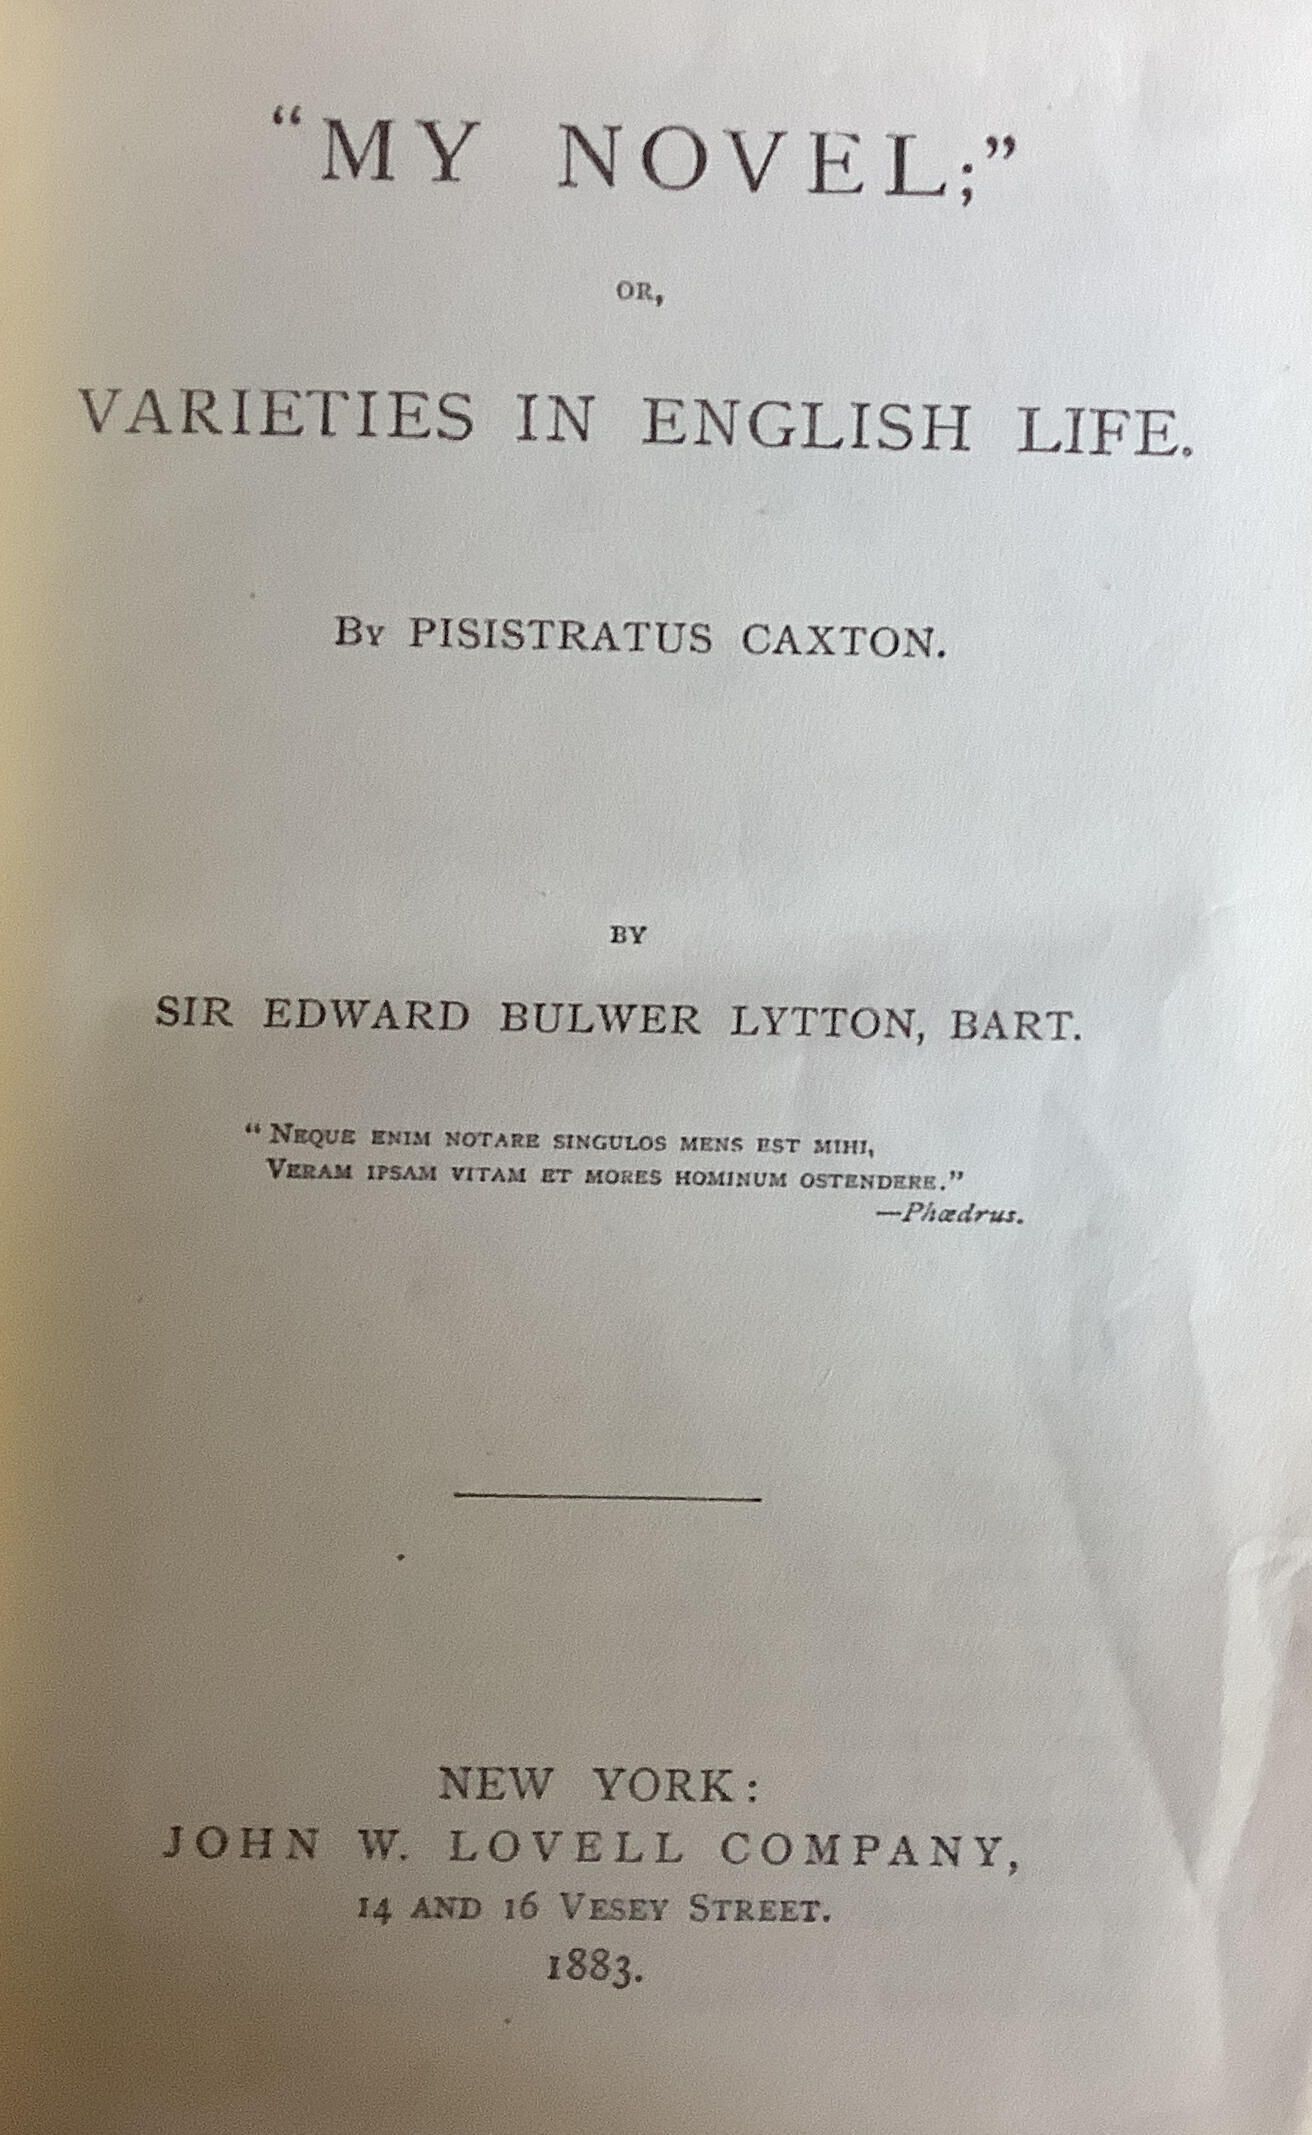 “MY NOVEL;”
OR,
VARIETIES IN ENGLISH LIFE.
By PISISTRATUS CAXTON.
BY
SIR EDWARD BULWER LYTTON, BART.
“NEQUE ENIM NOTARE SINGULOS MENS EST MIHI,
VERAM IPSAM VITAM ET MORES HOMINUM OSTENDERE.”
—Phædrus.
NEW YORK:
JOHN W. LOVELL COMPANY,
14 AND 16 VESEY STREET.
1883.